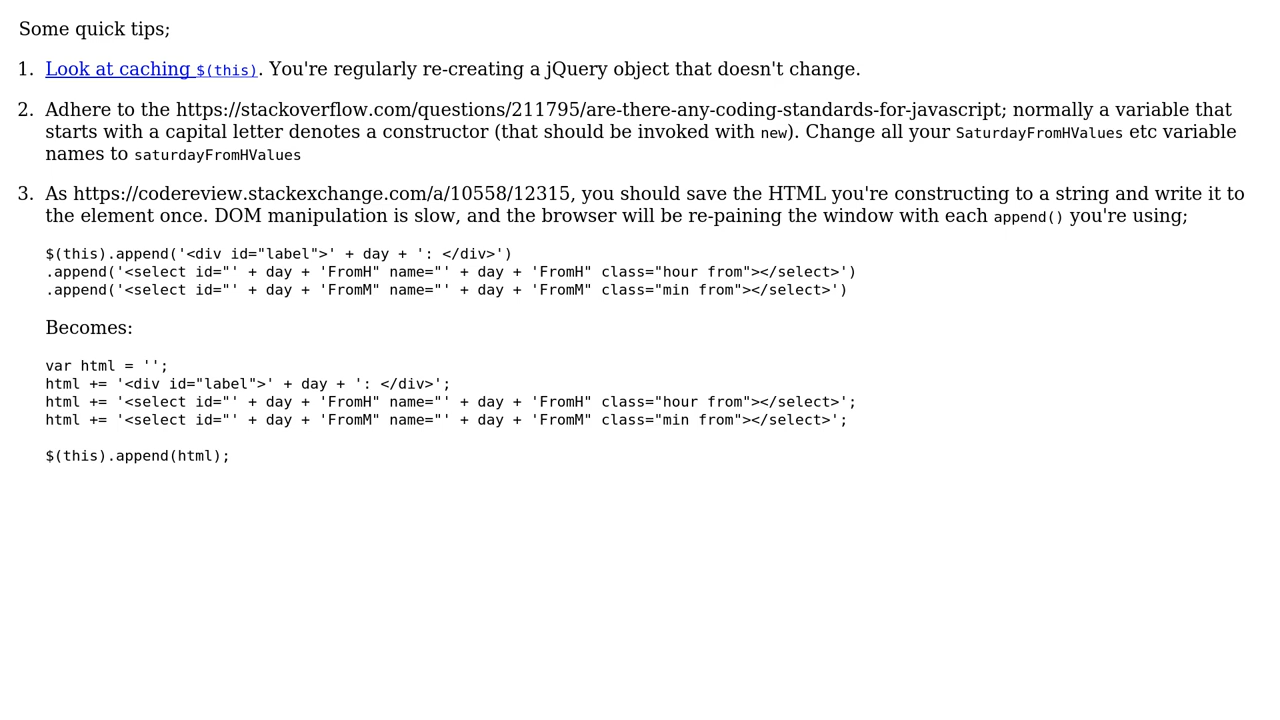 Some quick tips;
1. Look at caching $(this). You're regularly re-creating a jQuery object that doesn't change.
2. Adhere to the https://stackoverflow.com/questions/211795/are-there-any-coding-standards-for-javascript; normally a variable that
starts with a capital letter denotes a constructor (that should be invoked with new). Change all your SaturdayFromHValues etc variable
names to saturdayFromHValues
3. As https://codereview.stackexchange.com/a/10558/12315, you should save the HTML you're constructing to a string and write it to
the element once. DOM manipulation is slow, and the browser will be re-paining the window with each append() you're using;
$(this).append('<div id="label">' + day + ': </div>')
.append('<select id="' + day + 'FromH" name="' + day + 'FromH" class="hour from"></select>')
.append('<select id="' + day + 'FromM" name="' + day + 'FromM" class="min from"></select>')
Becomes:
var html = '';
html += '<div id="label">' + day + ': </div>';
html += '<select id="' + day + 'FromH" name="' + day + 'FromH" class="hour from"></select>';
html += '<select id="' + day + 'FromM" name="' + day + 'FromM" class="min from"></select>';
$(this).append(html);